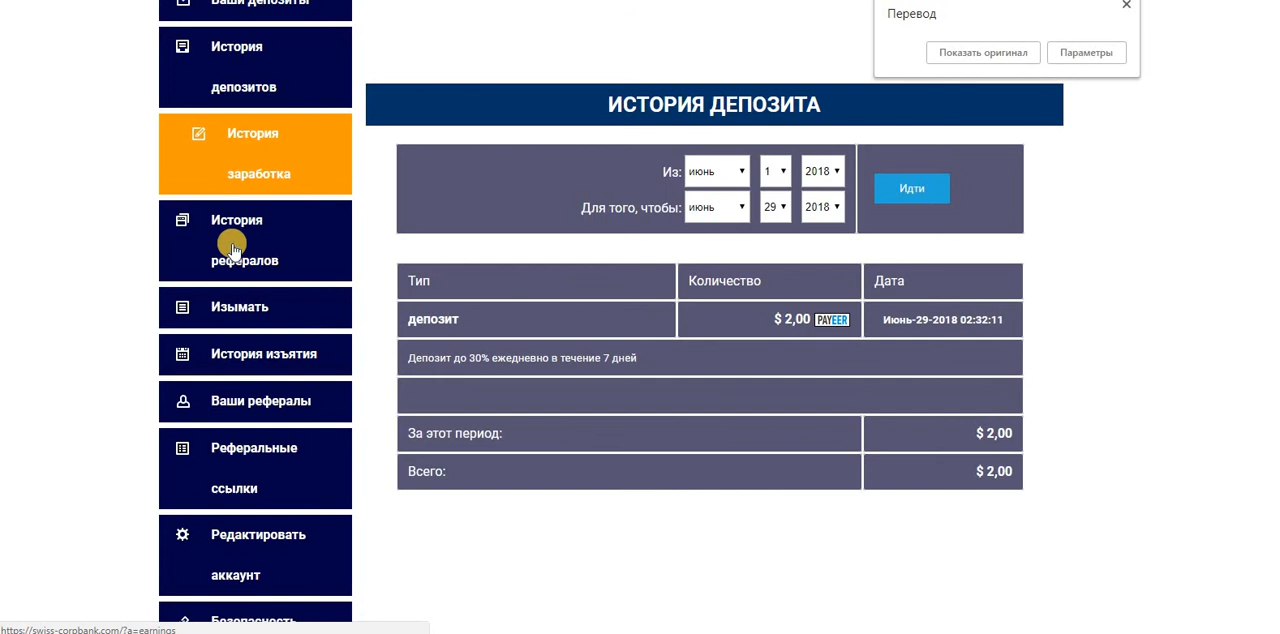 Ваши депозиты
История
депозитов
История
заработка
История
рефералов
Изымать
История изъятия
Ваши рефералы
Реферальные
ссылки
Редактировать
аккаунт
Безопасность
Перевод
Показать оригинал Параметры
ИСТОРИЯ ДЕПОЗИТА
Из: июнь 1 2018
Для того, чтобы: июнь 29 2018
Идти
Тип Количество Дата
депозит $ 2,00 PAYEER Июнь-29-2018 02:32:11
Депозит до 30% ежедневно в течение 7 дней
За этот период: $ 2,00
Всего: $ 2,00
https://swiss-corpbank.com/?a=earnings